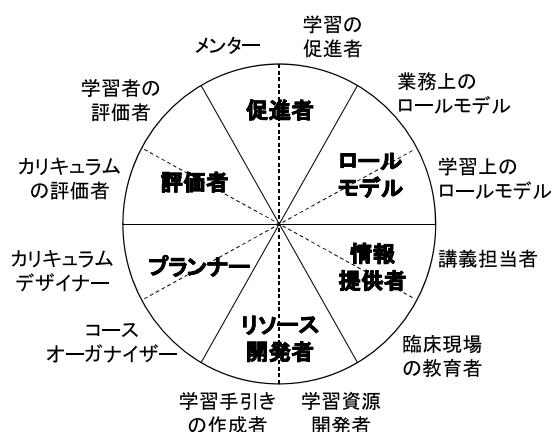 メンター
学習の
促進者
学習者の
評価者
業務上の
ロールモデル
促進者
カリキュラム
の評価者
評価者
ロール
モデル
学習上の
ロールモデル
カリキュラム
デザイナー
プランナー
情報
提供者
講義担当者
コース
オーガナイザー
リソース
開発者
臨床現場
の教育者
学習手引き
の作成者
学習資源
開発者